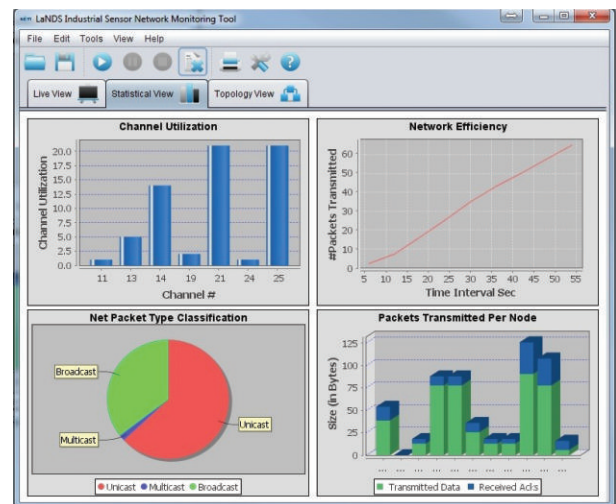 LaNDS Industrial Sensor Network Monitoring Tool
File Edit Tools View Help
Live View Statistical View Topology View
Channel Utilization
Channel Utilization
20.0
17.5
15.0
12.5
10.0
7.5
5.0
2.5
0.0
11 13 14 19 21 24 25
Channel #
Network Efficiency
#Packets Transmitted
60
50
40
30
20
10
0
5 10 15 20 25 30 35 40 45 50 55
Time Interval Sec
Net Packet Type Classification
Broadcast
Multicast
Unicast
Unicast Multicast Broadcast
Packets Transmitted Per Node
Size (in Bytes)
125
100
75
50
25
0
... ... ... ... ... ... ... ... ... ...
Transmitted Data Received Acks